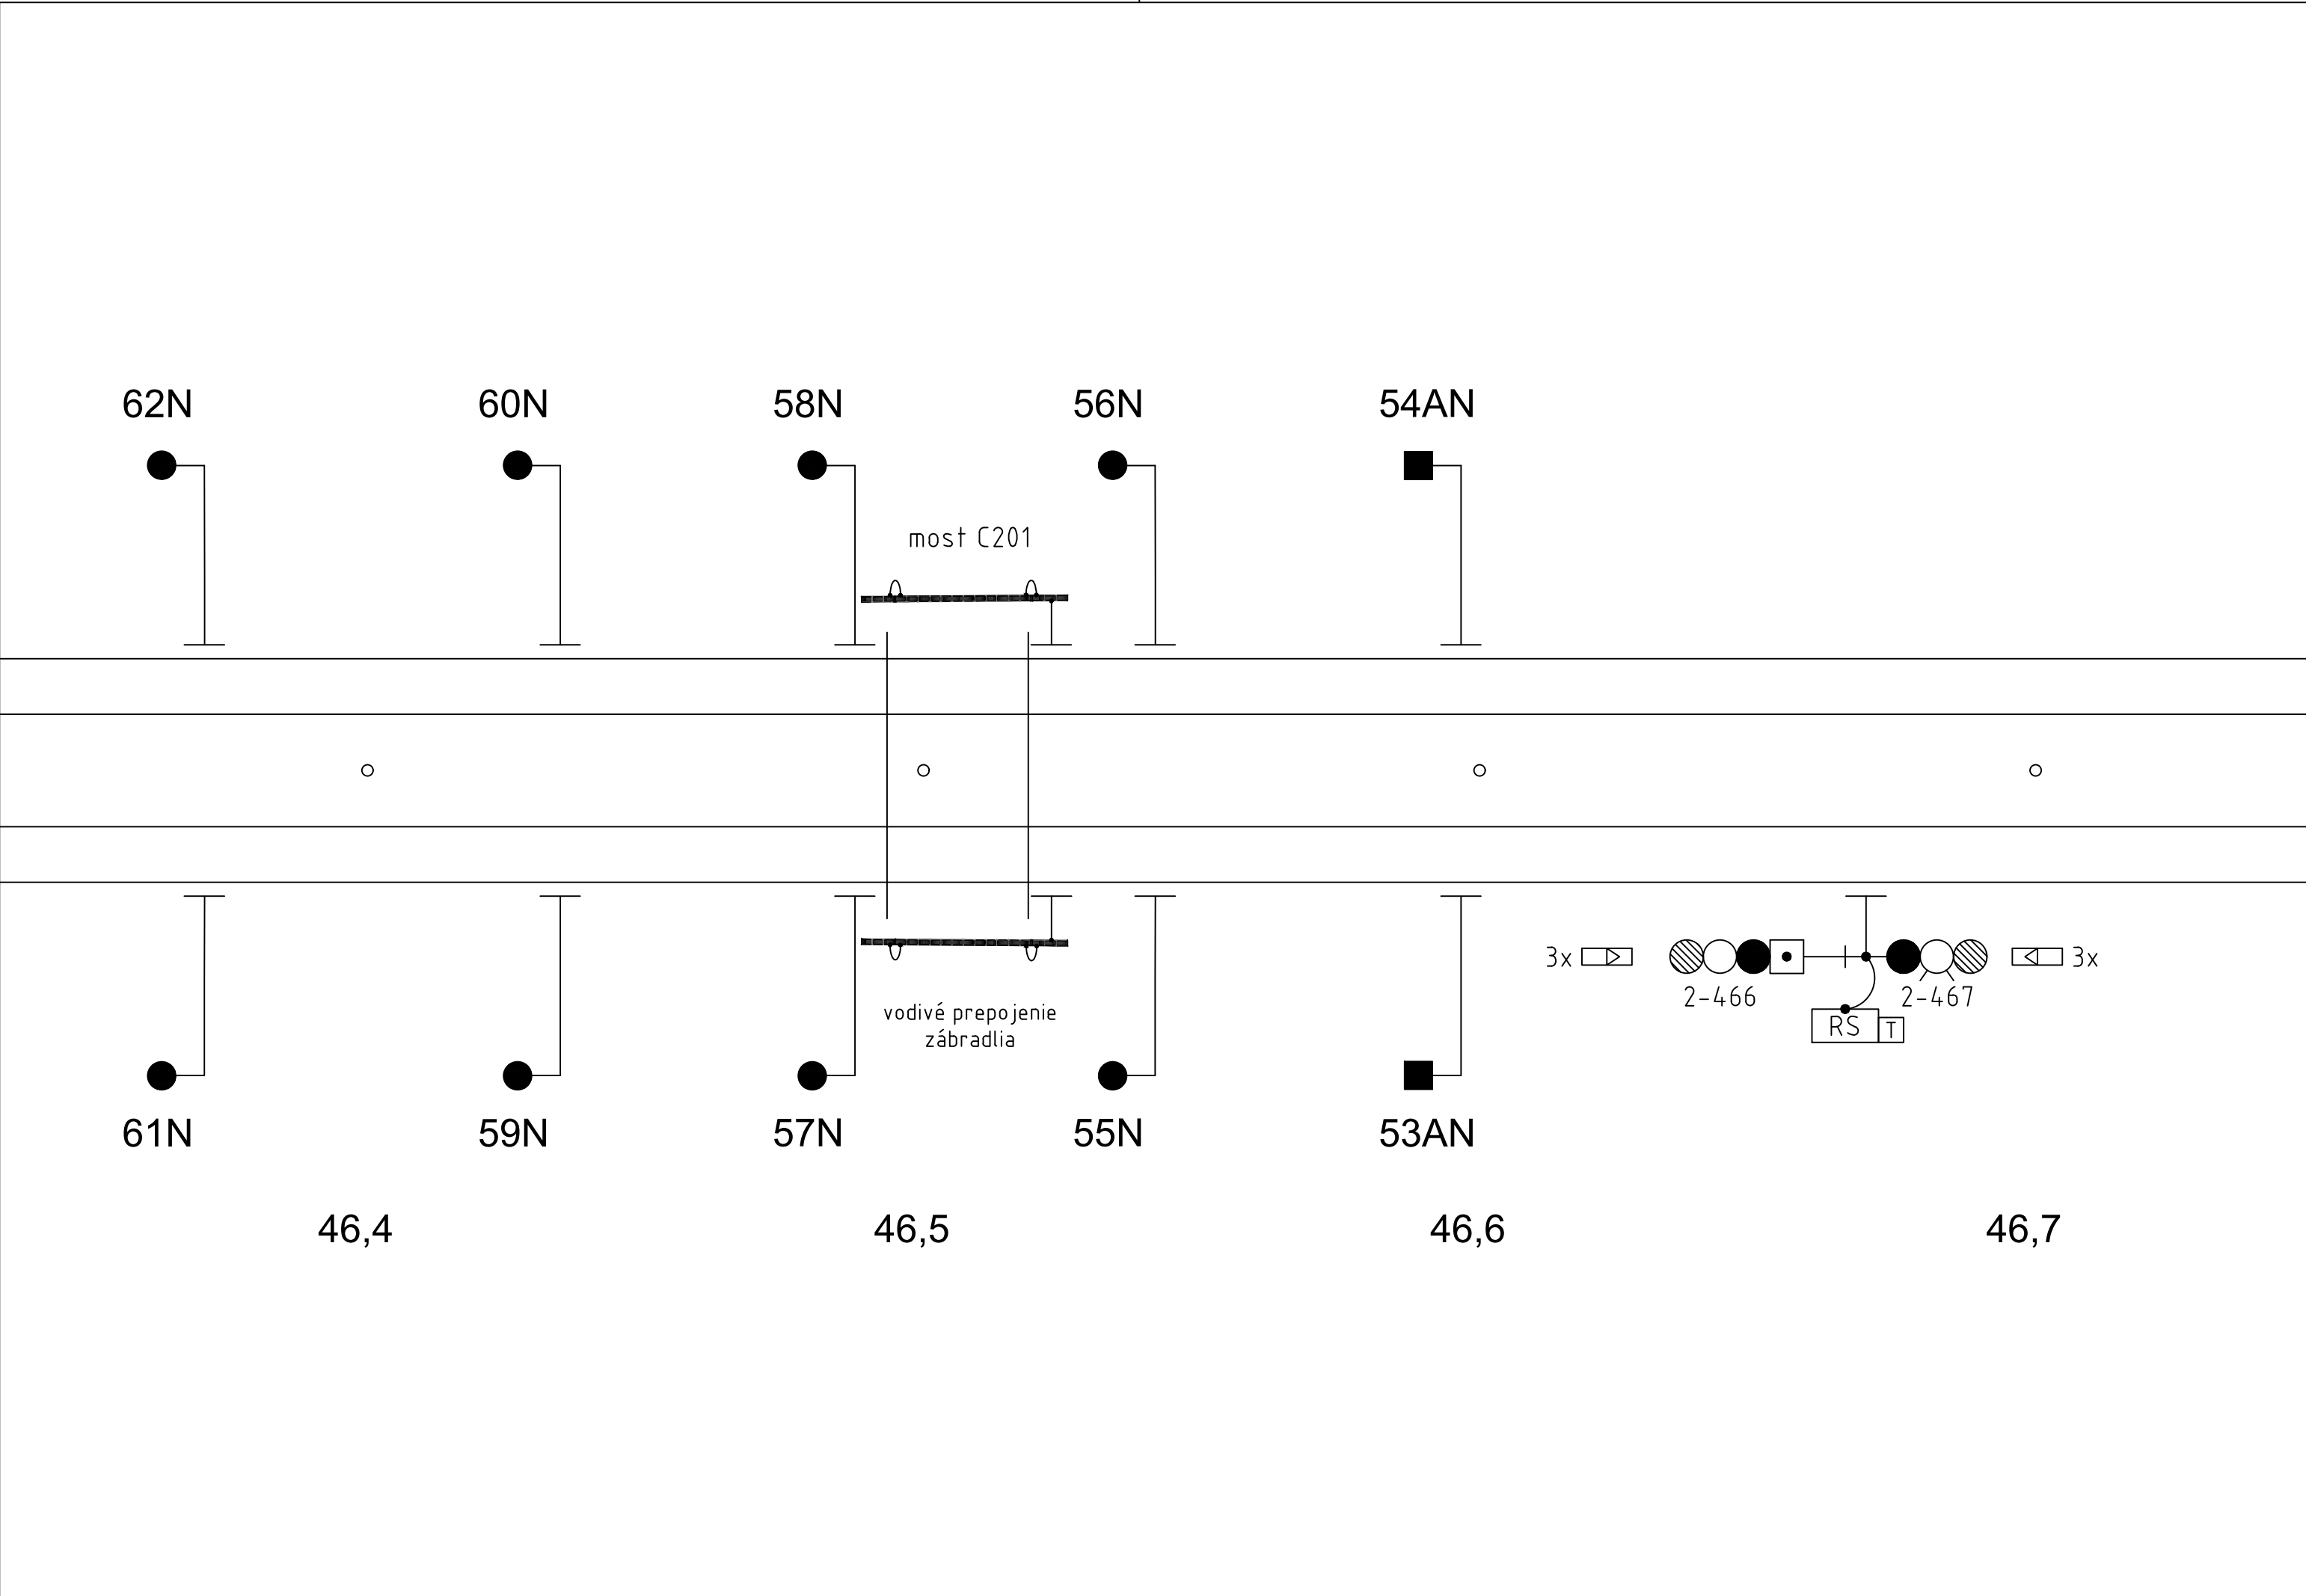 62N 60N 58N 56N 54AN
most C201
3x 3x
2-466 2-467
vodivé prepojenie
zábradlia
RS T
61N 59N 57N 55N 53AN
46,4 46,5 46,6 46,7